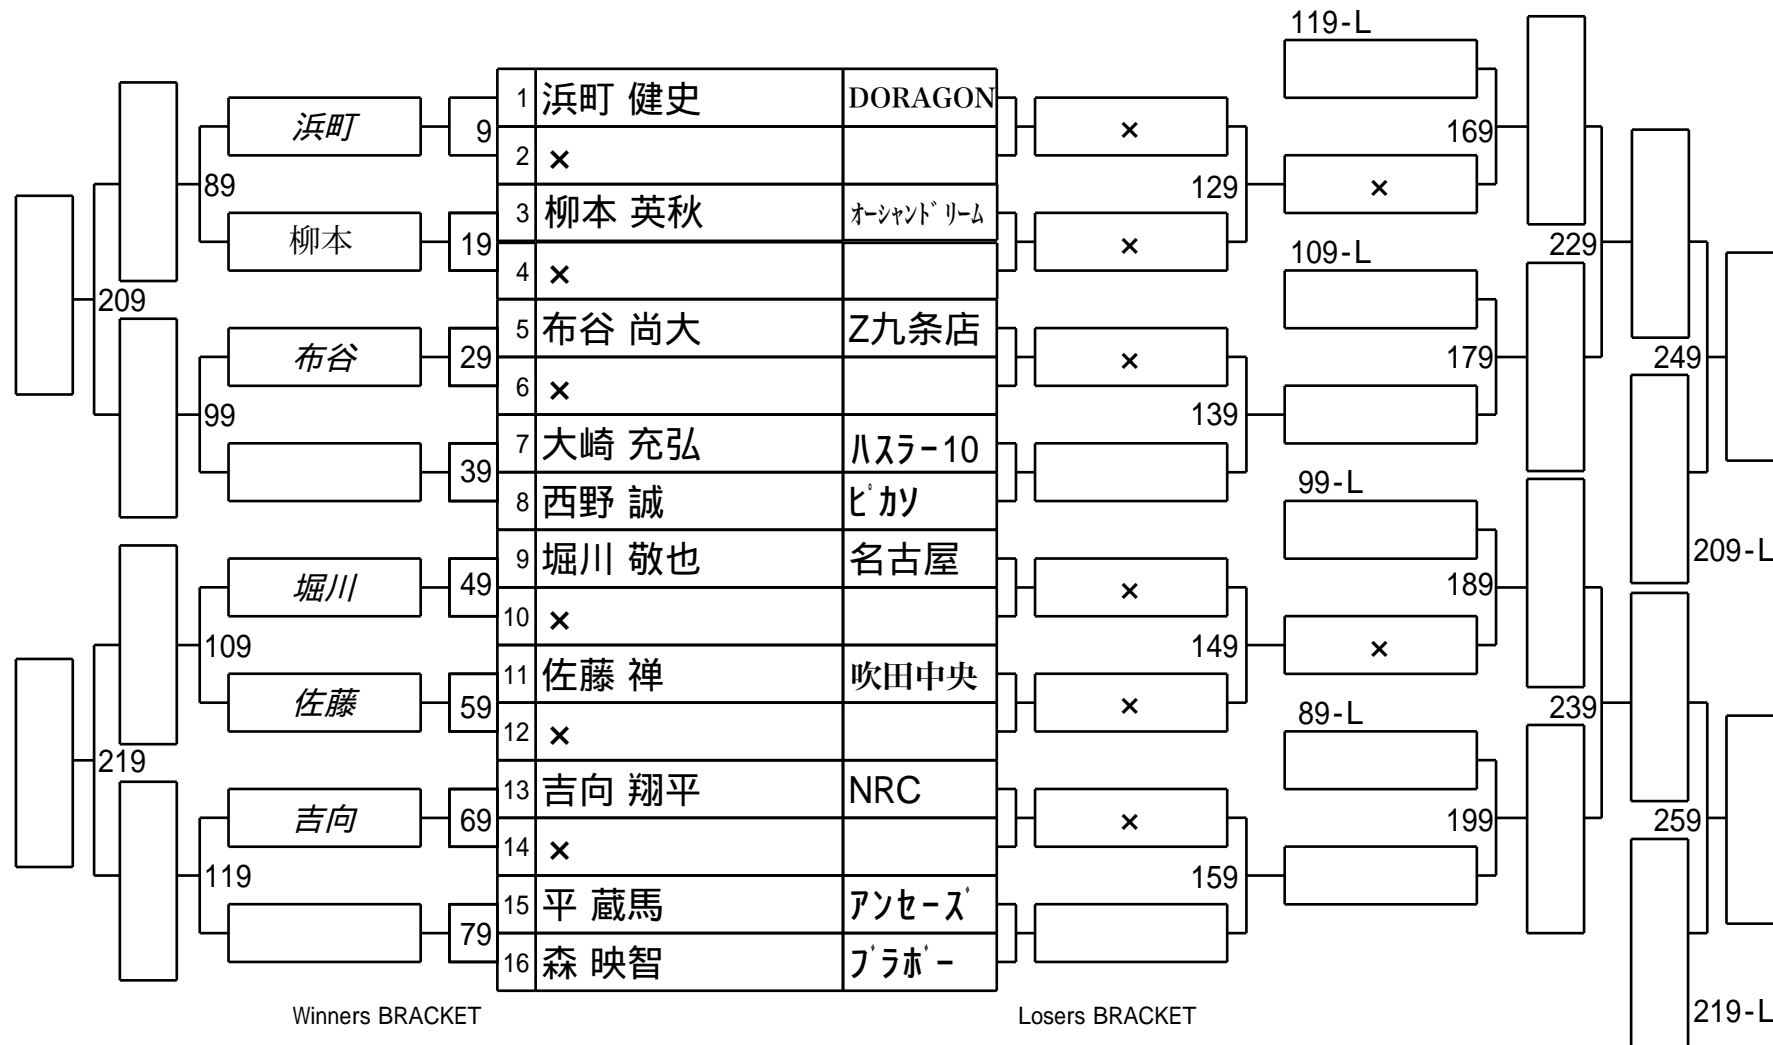 119-L
1 浜町 健史 DORAGON
浜町 9 × 169
2 ×
89 129 ×
3 柳本 英秋 オーシャンドリーム
柳本 19 × 109-L 229
4 ×
209
5 布谷 尚大 Z九条店
布谷 29 × 179 249
6 ×
99 139
7 大崎 充弘 ハスラー10
39 99-L
8 西野 誠 ピカソ
9 堀川 敬也 名古屋 209-L
堀川 49 × 189
10 ×
109 149 ×
11 佐藤 禅 吹田中央
佐藤 59 × 89-L 239
12 ×
219
13 吉向 翔平 NRC
吉向 69 × 199 259
14 ×
119 159
15 平 蔵馬 アンセーズ
79
16 森 映智 ブラボー
Winners BRACKET Losers BRACKET 219-L